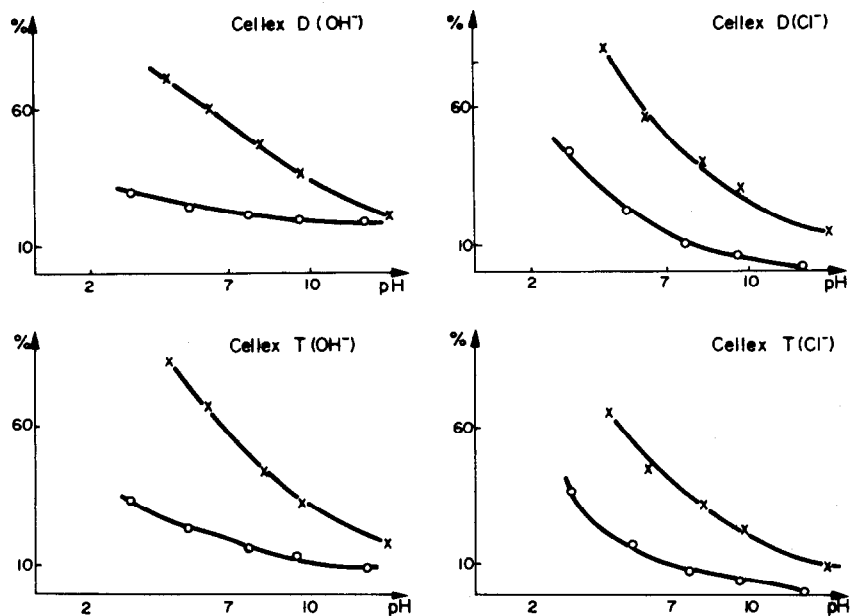 % Cellex D (OH⁻)
60
10
2 7 10 pH
% Cellex D(Cl⁻)
60
10
2 7 10 pH
% Cellex T(OH⁻)
60
10
2 7 10 pH
% Cellex T(Cl⁻)
60
10
2 7 10 pH